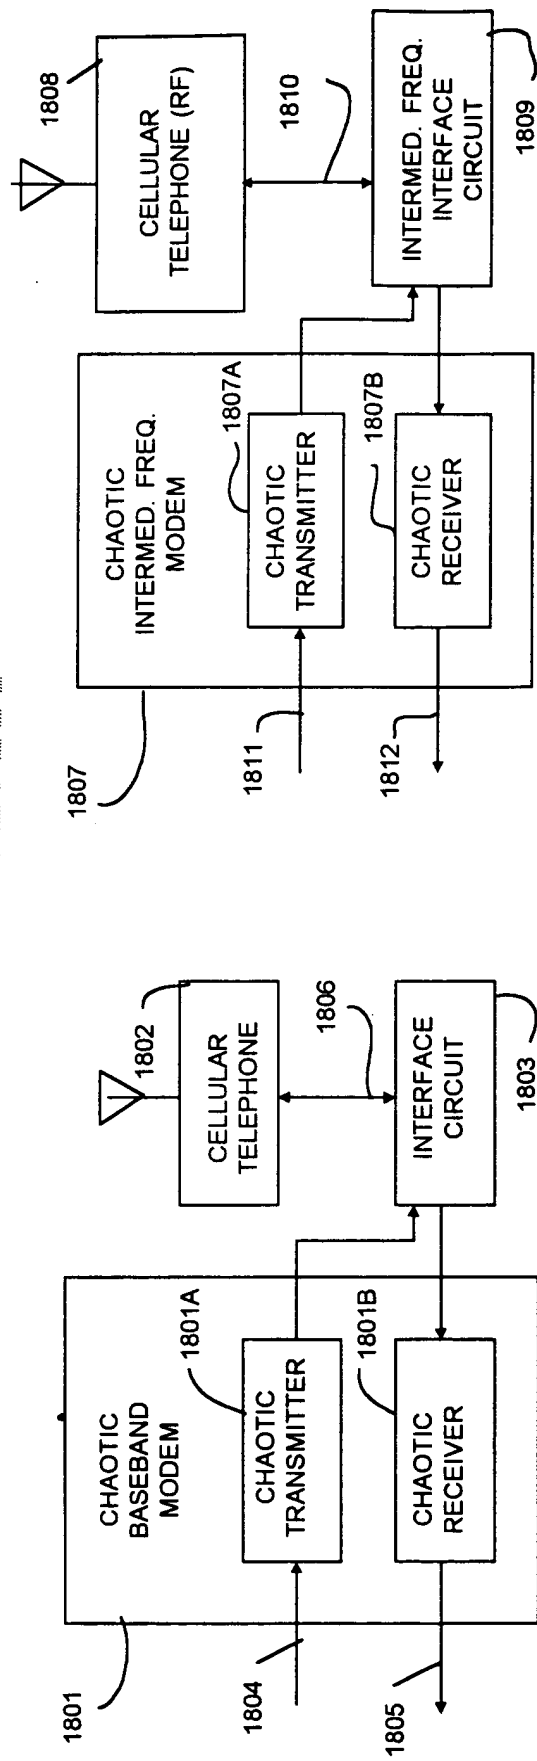 1801
CHAOTIC
BASEBAND
MODEM
1801A
CHAOTIC
TRANSMITTER
1801B
CHAOTIC
RECEIVER
1804
1805
1802
CELLULAR
TELEPHONE
1806
INTERFACE
CIRCUIT
1803
1807
CHAOTIC
INTERMED. FREQ.
MODEM
1807A
CHAOTIC
TRANSMITTER
1807B
CHAOTIC
RECEIVER
1811
1812
1808
CELLULAR
TELEPHONE (RF)
1810
INTERMED. FREQ.
INTERFACE
CIRCUIT
1809